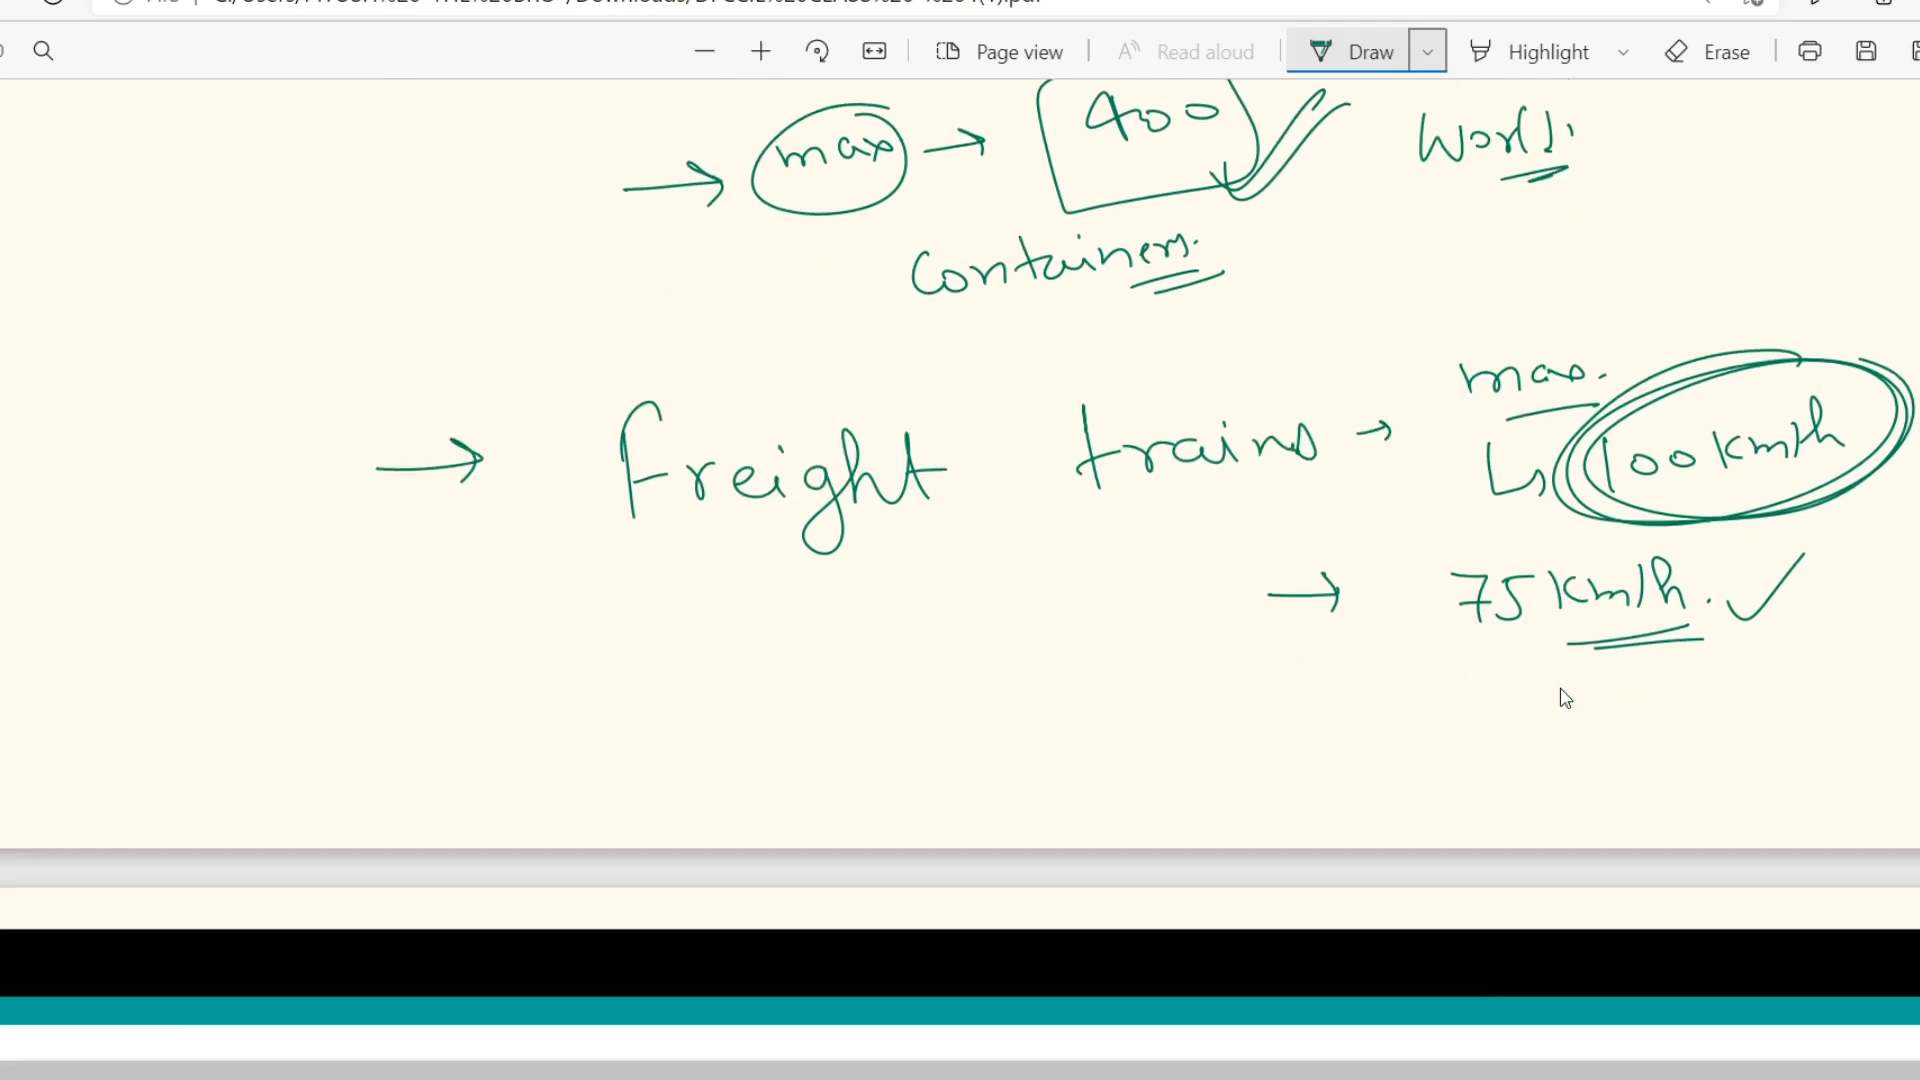 Page view
Read aloud
Draw
Highlight
Erase
→ max → 400 World.
Containers.
→ freight trains → max.
↳ 100 km/h
→ 75 km/h. ✓